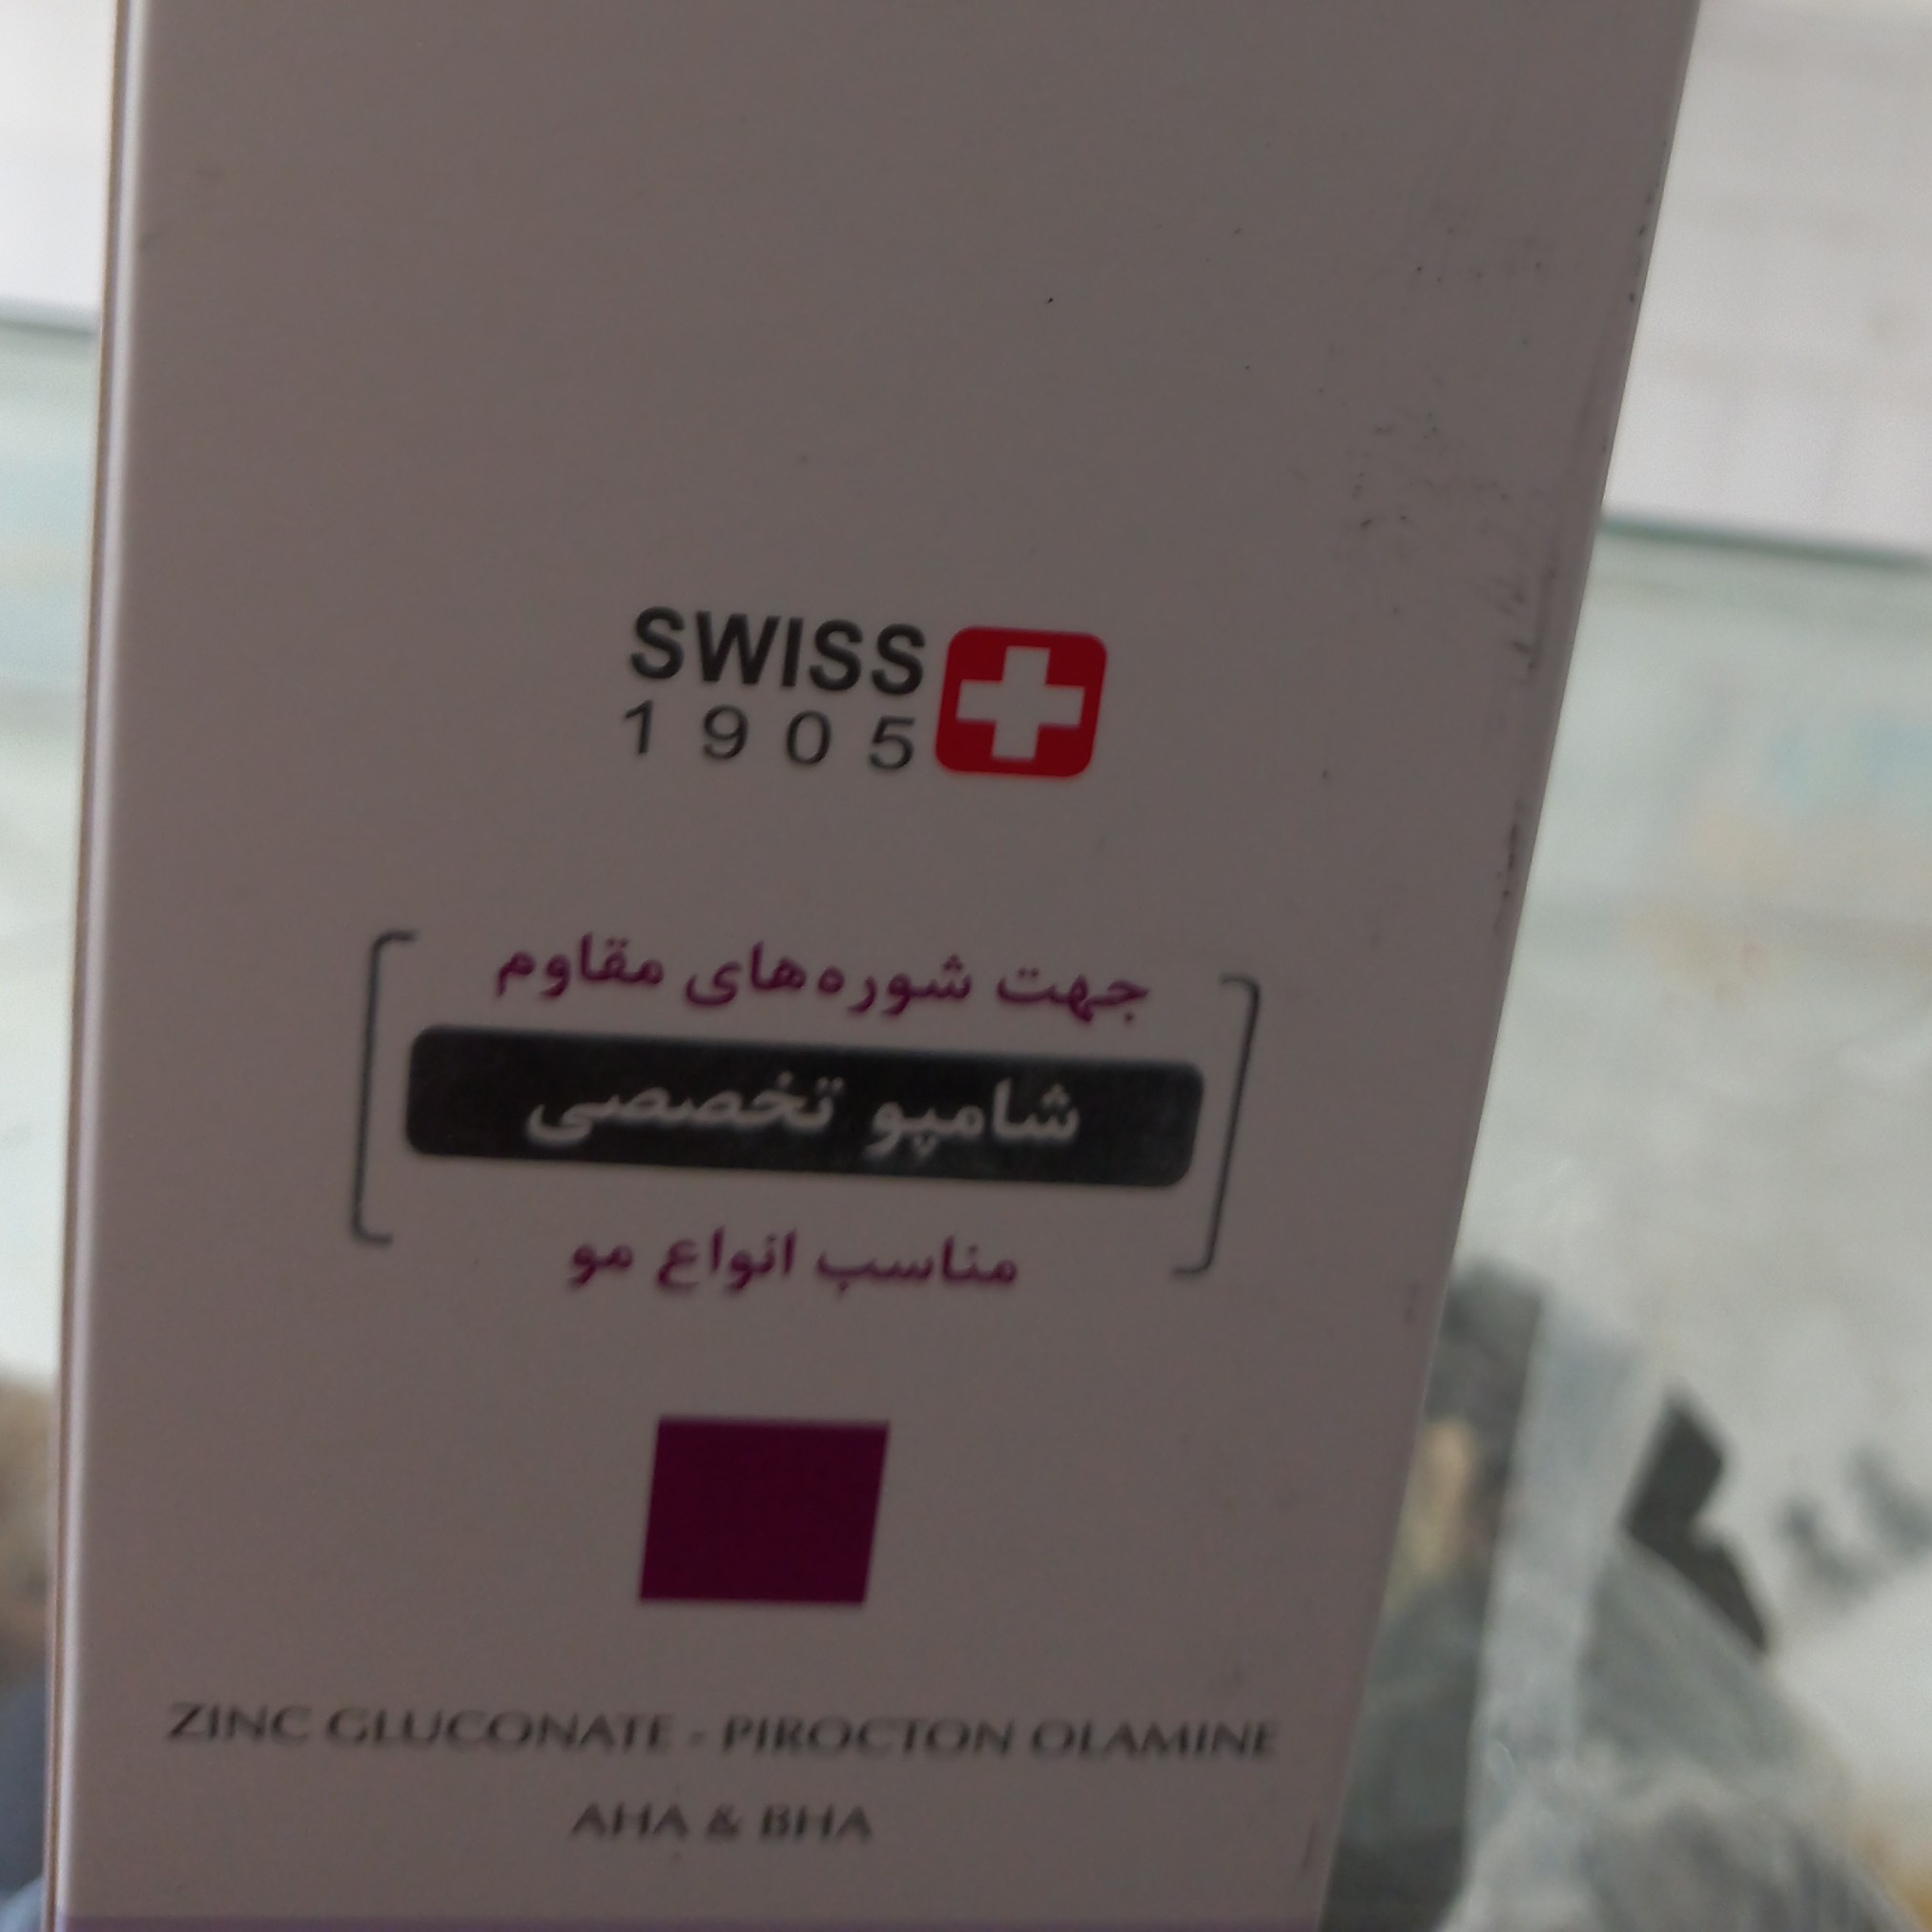 SWISS
1905
جهت شوره‌های مقاوم
شامپو تخصصی
مناسب انواع مو
ZINC GLUCONATE - PIROCTON OLAMINE
AHA & BHA